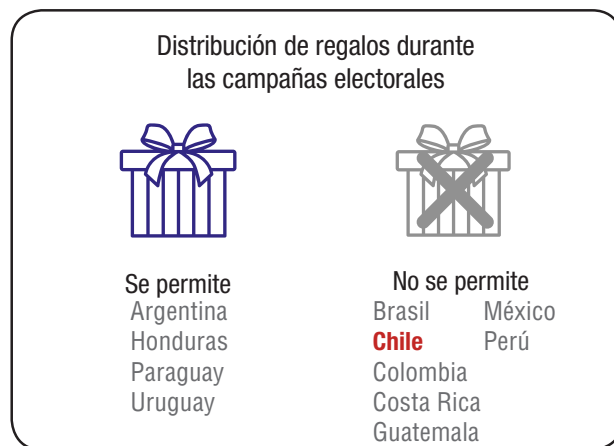 Distribución de regalos durante
las campañas electorales
Se permite
Argentina
Honduras
Paraguay
Uruguay
No se permite
Brasil
Chile
Colombia
Costa Rica
Guatemala
México
Perú